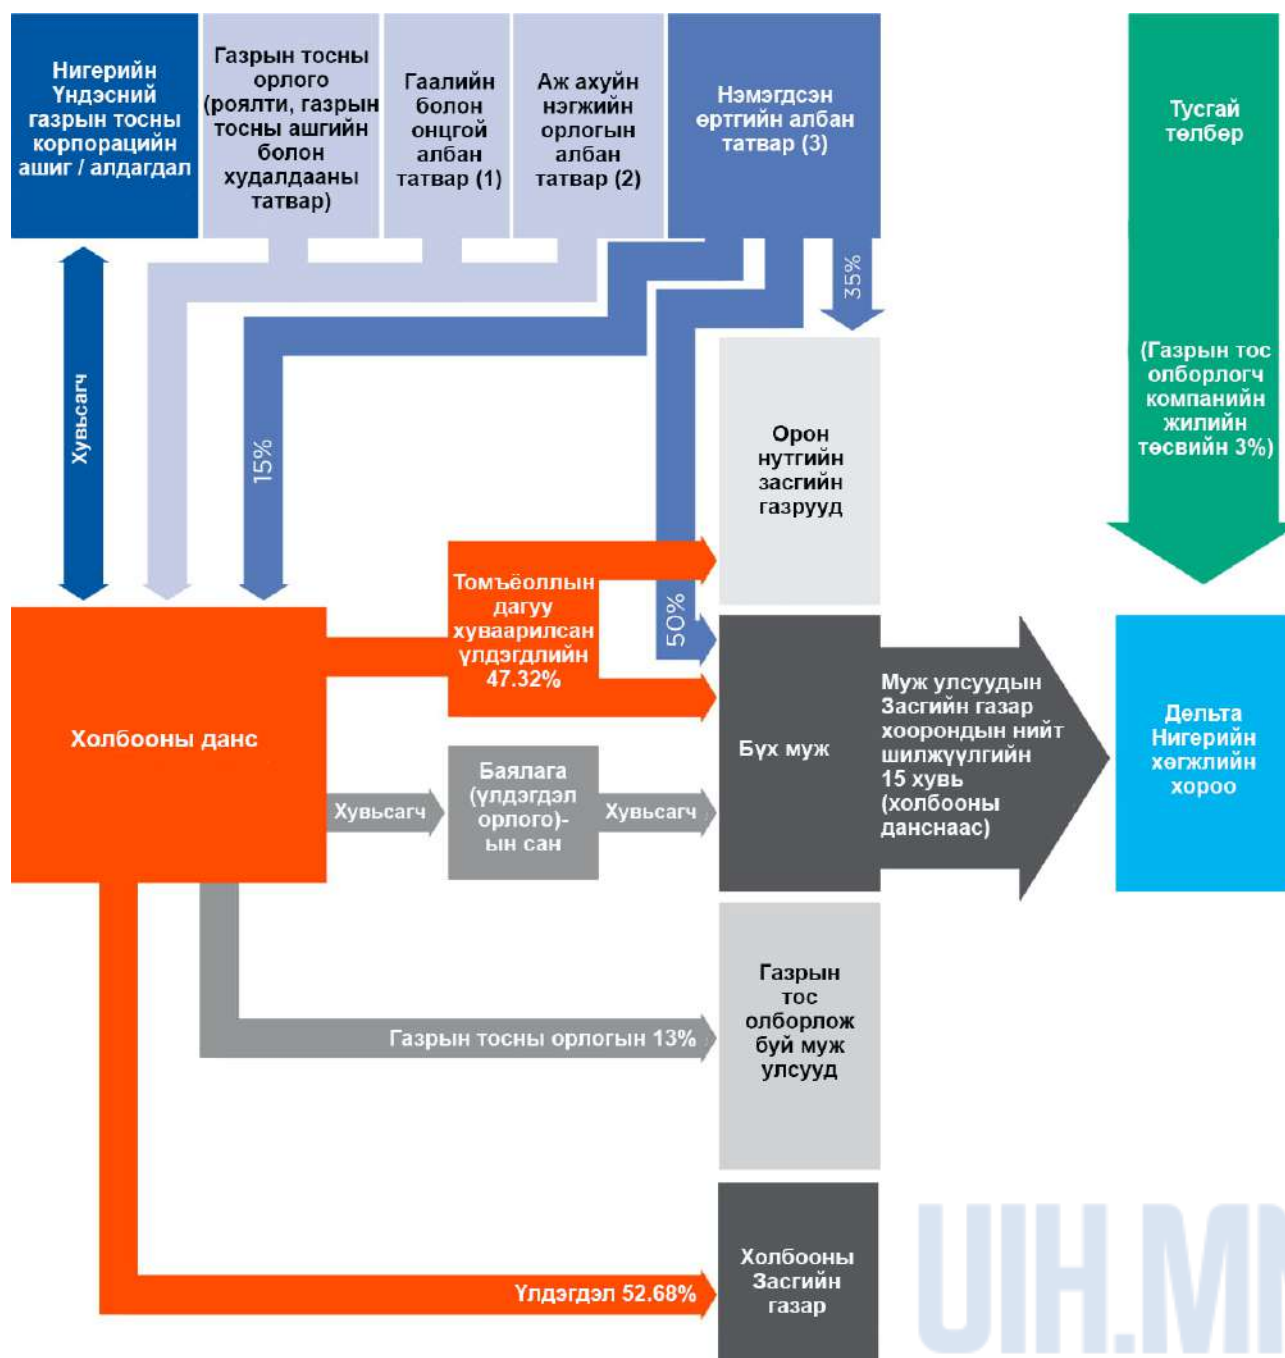 Нигерийн
Үндэсний
газрын тосны
корпорацийн
ашиг / алдагдал
Газрын тосны
орлого
(роялти, газрын
тосны ашгийн
болон
худалдааны
татвар)
Гаалийн
болон
онцгой
албан
татвар (1)
Аж ахуйн
нэгжийн
орлогын
албан
татвар (2)
Нэмэгдсэн
өртгийн албан
татвар (3)
Тусгай
төлбөр
35%
(Газрын тос
олборлогч
компанийн
жилийн
төсвийн 3%)
Хувьсагч
15%
Орон
нутгийн
засгийн
газрууд
50%
Томъёоллын
дагуу
хуваарилсан
үлдэгдлийн
47.32%
Холбооны данс
Бүх муж
Муж улсуудын
Засгийн газар
хоорондын нийт
шилжүүлгийн
15 хувь
(холбооны
данснаас)
Дельта
Нигерийн
хөгжлийн
хороо
Хувьсагч
Баялага
(үлдэгдэл
орлого)-
ын сан
Хувьсагч
Газрын
тос
олборлож
буй муж
улсууд
Газрын тосны орлогын 13%
Холбооны
Засгийн
газар
Үлдэгдэл 52.68%
UIH.MN